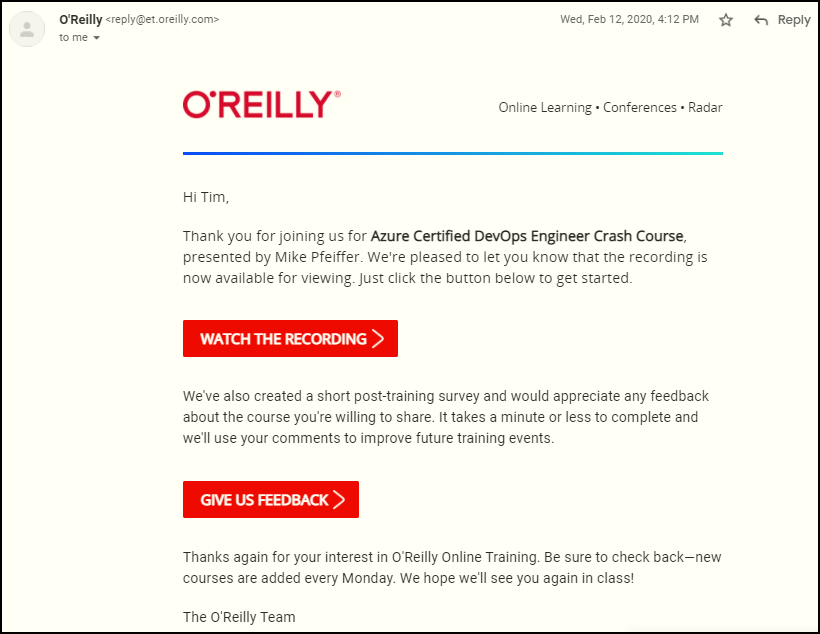 O'Reilly <reply@et.oreilly.com>
Wed, Feb 12, 2020, 4:12 PM
Reply
to me
O'REILLY®
Online Learning • Conferences • Radar
Hi Tim,
Thank you for joining us for Azure Certified DevOps Engineer Crash Course,
presented by Mike Pfeiffer. We're pleased to let you know that the recording is
now available for viewing. Just click the button below to get started.
WATCH THE RECORDING
We've also created a short post-training survey and would appreciate any feedback
about the course you're willing to share. It takes a minute or less to complete and
we'll use your comments to improve future training events.
GIVE US FEEDBACK
Thanks again for your interest in O'Reilly Online Training. Be sure to check back—new
courses are added every Monday. We hope we'll see you again in class!
The O'Reilly Team